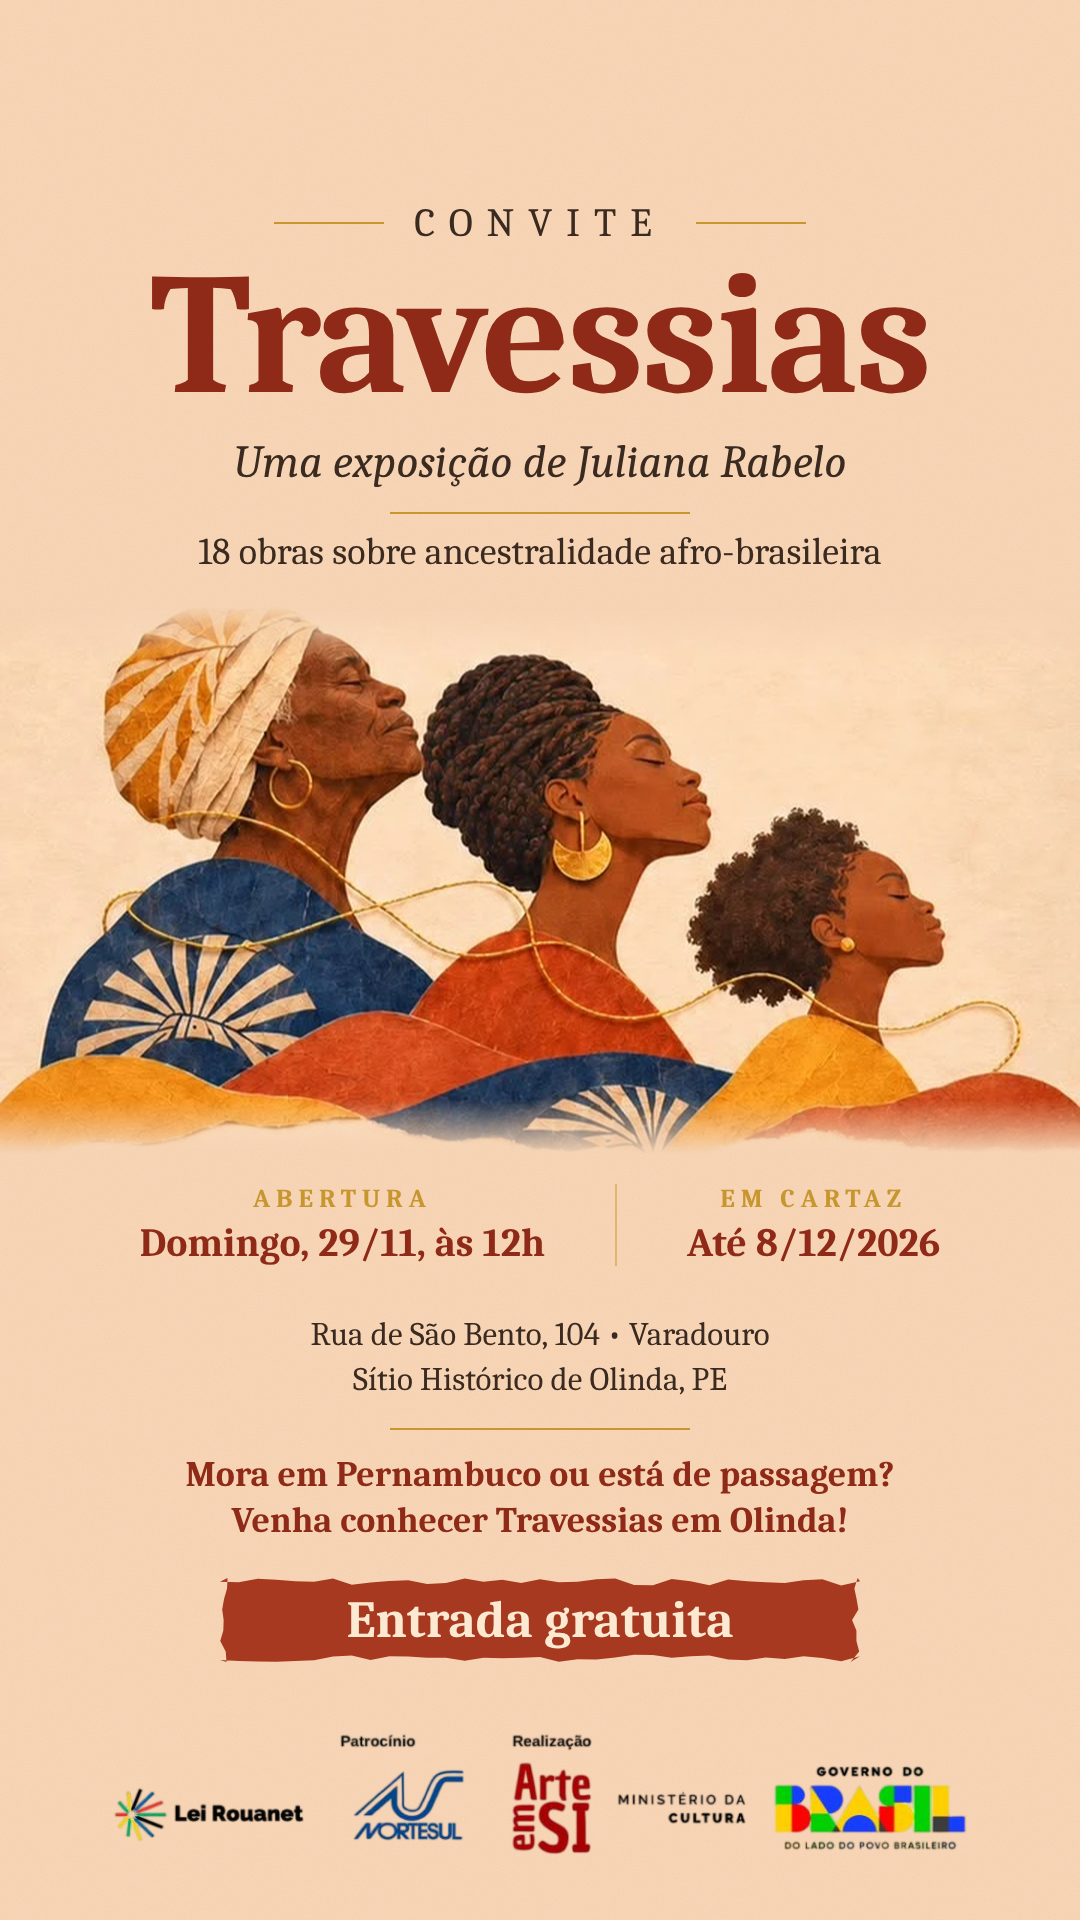 CONVITE
Travessias
Uma exposição de Juliana Rabelo
18 obras sobre ancestralidade afro-brasileira
ABERTURA
Domingo, 29/11, às 12h
EM CARTAZ
Até 8/12/2026
Rua de São Bento, 104 • Varadouro
Sítio Histórico de Olinda, PE
Mora em Pernambuco ou está de passagem?
Venha conhecer Travessias em Olinda!
Entrada gratuita
Lei Rouanet
Patrocínio
NORTESUL
Realização
Arte
em SI
MINISTÉRIO DA
CULTURA
GOVERNO DO
BRASIL
DO LADO DO POVO BRASILEIRO